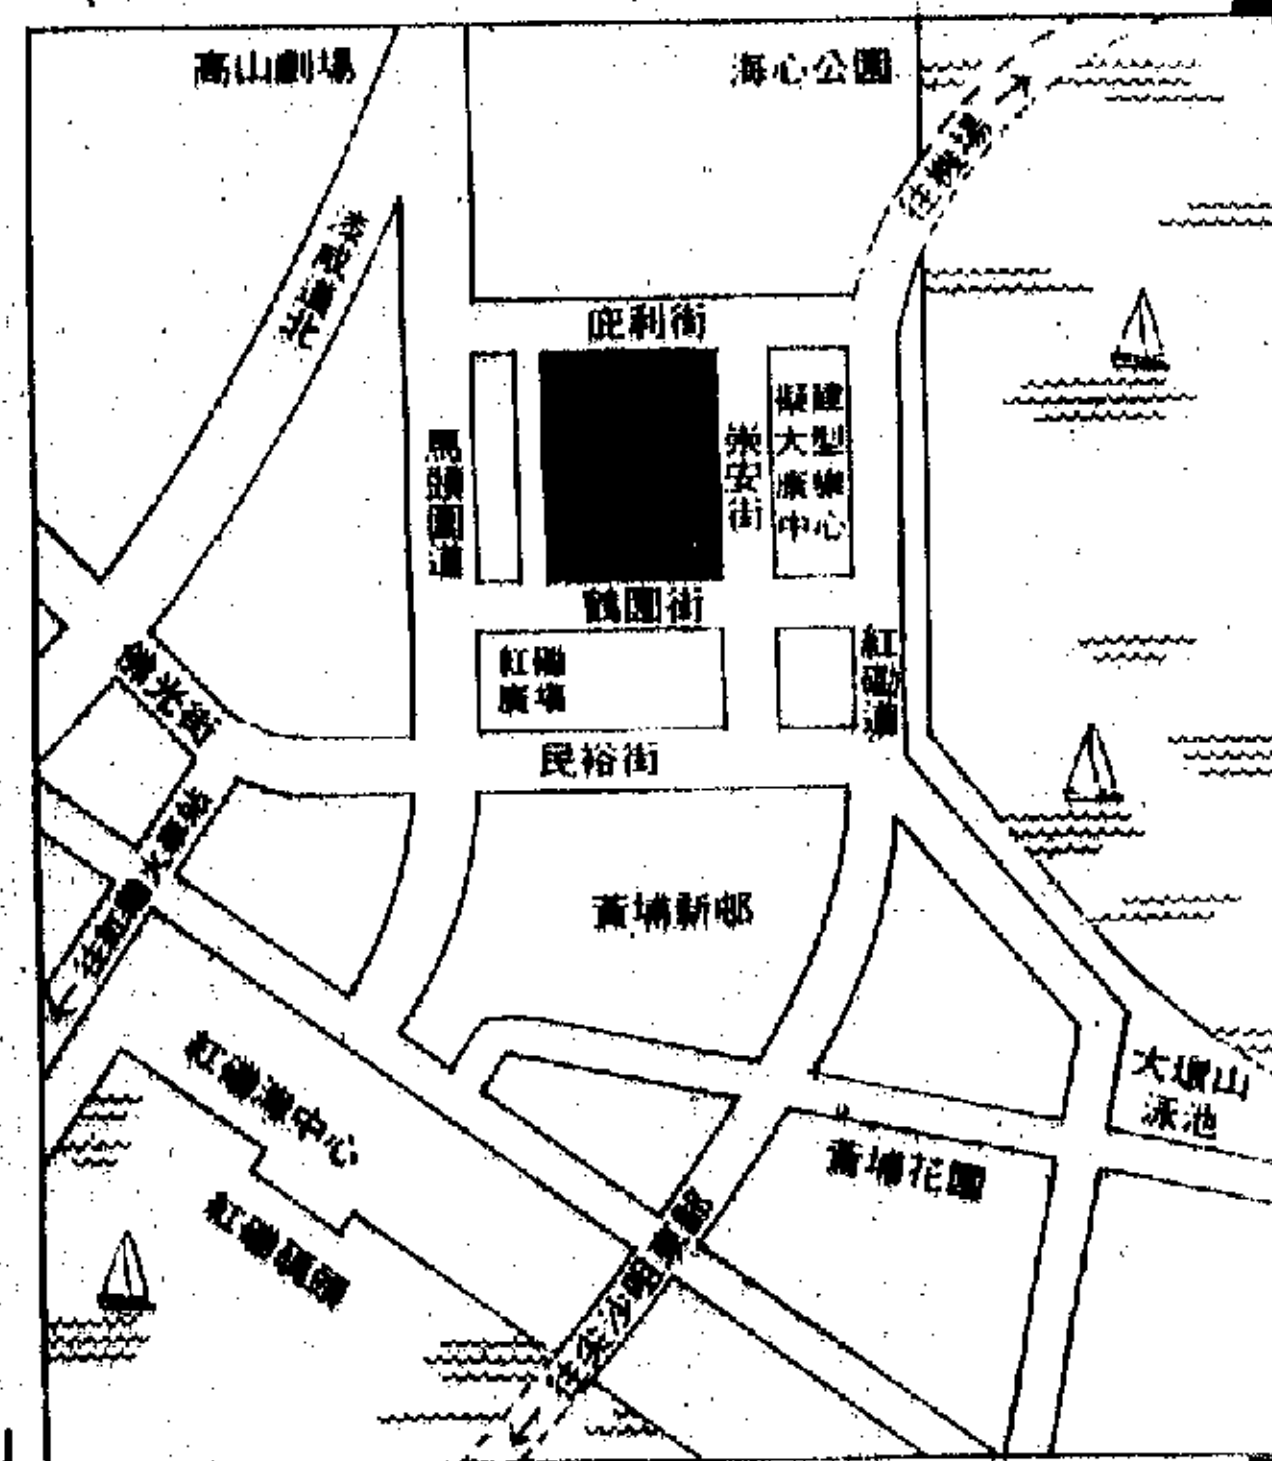 高山劇場
海心公園
往機場
漆咸道北
庇利街
馬頭圍道
崇安街
擬建
大型
廣樂
中心
鶴園街
紅磡
廣場
紅磡道
民裕街
往紅磡火車站
黃埔新邨
紅磡灣中心
大環山
泳池
黃埔花園
紅磡碼頭
往尖沙咀東部